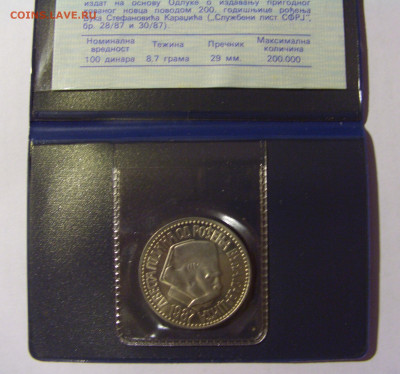 COINSS.LAVE.RU
издат на основу Одлуке о издавању пригодног
кованог новца поводом 200. годишњице рођења
Вука Стефановића Караџића („Службени лист СФРЈ",
бр. 28/87 и 30/87).
Номинална Тежина Пречник Максимална
вредност количина
100 динара 8,7 грама 29 мм. 200.000